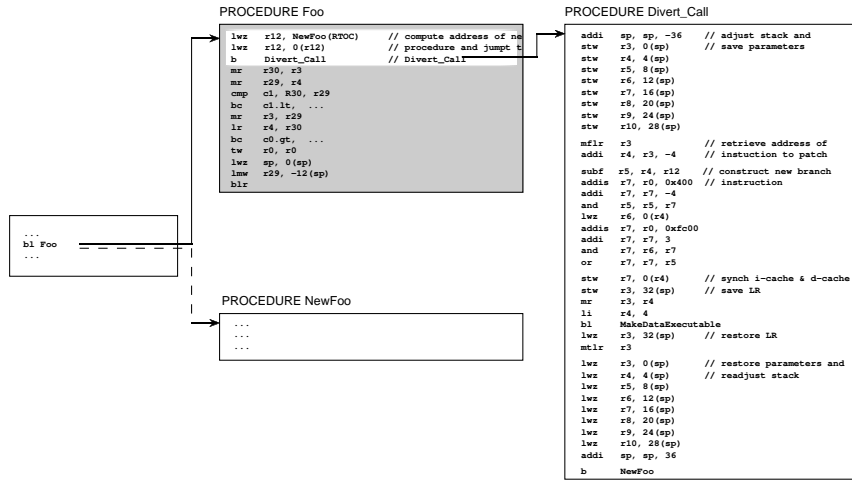 PROCEDURE Foo
lwz r12, NewFoo(RTOC) // compute address of ne
lwz r12, 0(r12) // procedure and jumpt t
b Divert_Call // Divert_Call
mr r30, r3
mr r29, r4
cmp c1, R30, r29
bc c1.lt, ...
mr r3, r29
lr r4, r30
bc c0.gt, ...
tw r0, r0
lwz sp, 0(sp)
lmw r29, -12(sp)
blr
...
bl Foo
...
PROCEDURE NewFoo
...
...
...
PROCEDURE Divert_Call
addi sp, sp, -36 // adjust stack and
stw r3, 0(sp) // save parameters
stw r4, 4(sp)
stw r5, 8(sp)
stw r6, 12(sp)
stw r7, 16(sp)
stw r8, 20(sp)
stw r9, 24(sp)
stw r10, 28(sp)
mflr r3 // retrieve address of
addi r4, r3, -4 // instuction to patch
subf r5, r4, r12 // construct new branch
addis r7, r0, 0x400 // instruction
addi r7, r7, -4
and r5, r5, r7
lwz r6, 0(r4)
addis r7, r0, 0xfc00
addi r7, r7, 3
and r7, r6, r7
or r7, r7, r5
stw r7, 0(r4) // synch i-cache & d-cache
stw r3, 32(sp) // save LR
mr r3, r4
li r4, 4
bl MakeDataExecutable
lwz r3, 32(sp) // restore LR
mtlr r3
lwz r3, 0(sp) // restore parameters and
lwz r4, 4(sp) // readjust stack
lwz r5, 8(sp)
lwz r6, 12(sp)
lwz r7, 16(sp)
lwz r8, 20(sp)
lwz r9, 24(sp)
lwz r10, 28(sp)
addi sp, sp, 36
b NewFoo